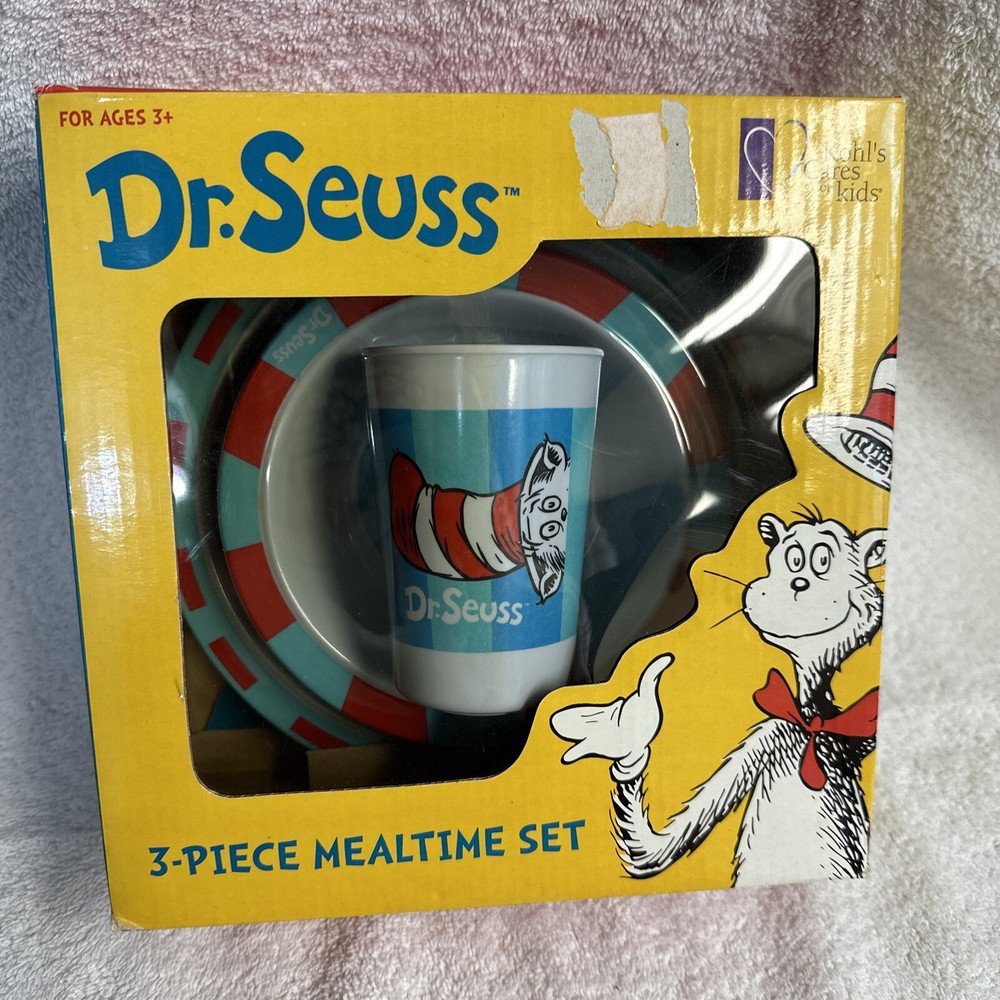 FOR AGES 3+
Dr.Seuss™
Kohl's
Cares
for
kids®
Dr.Seuss
Dr.Seuss
3-PIECE MEALTIME SET